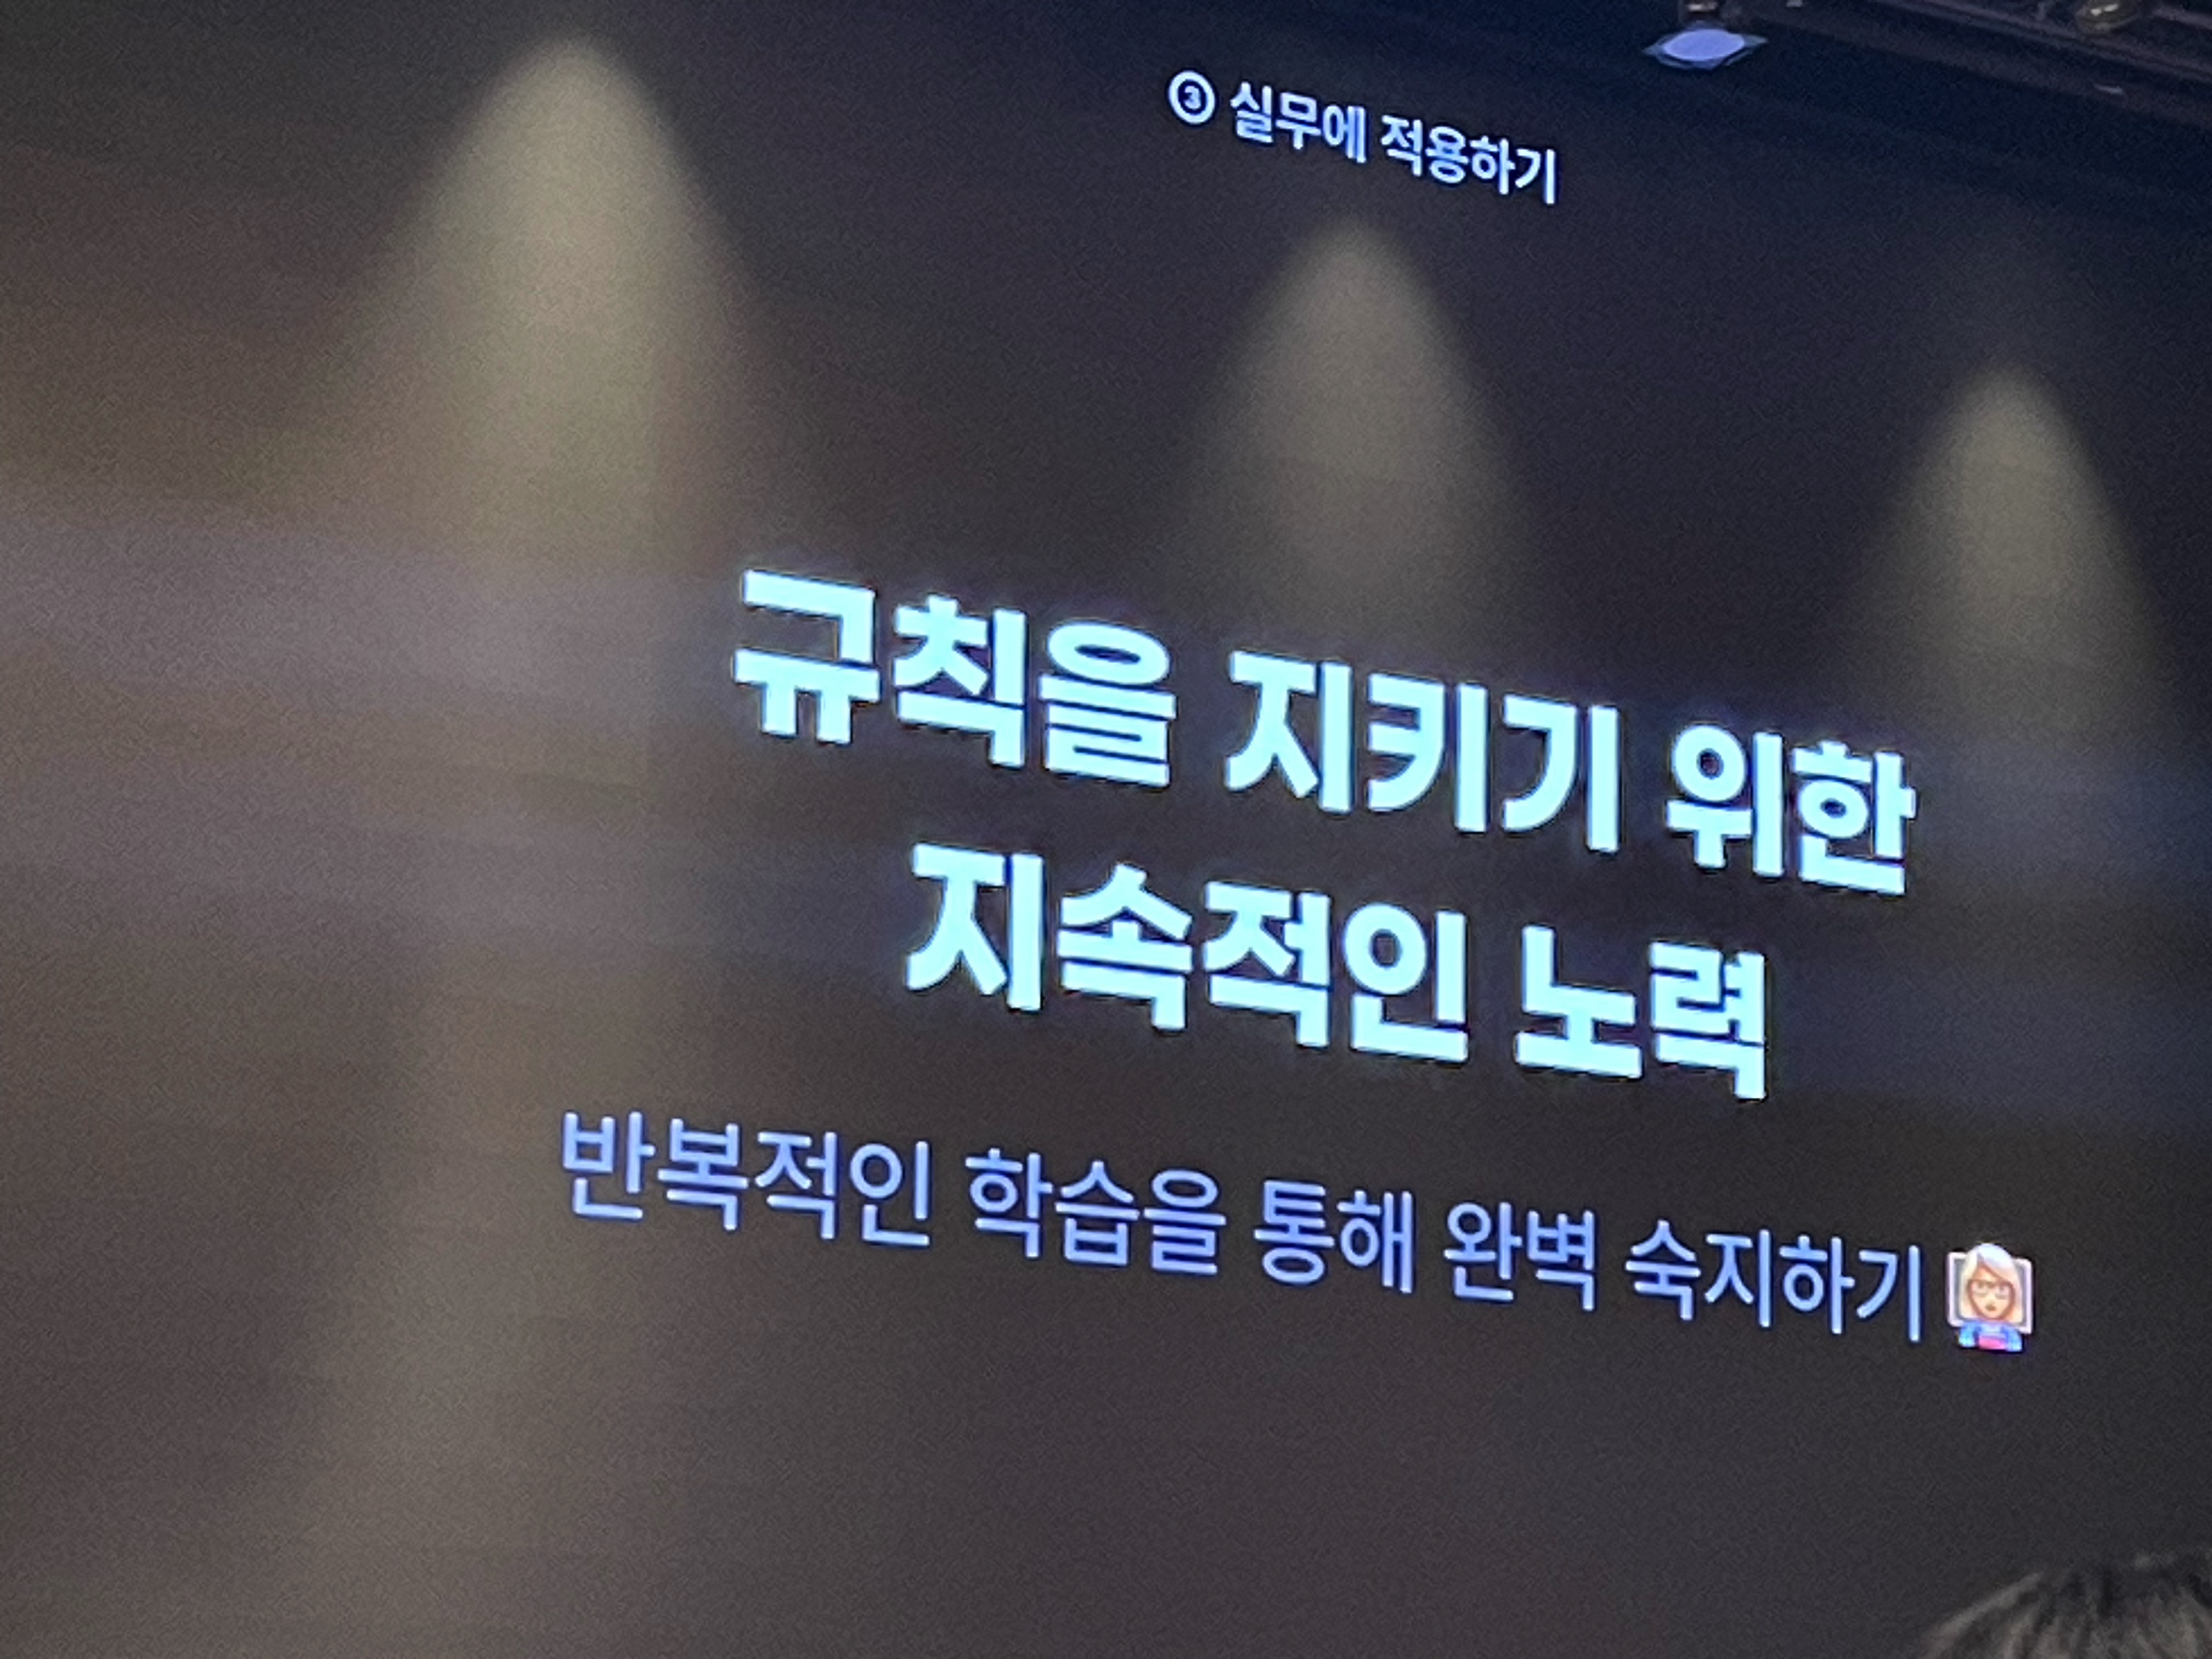 ③ 실무에 적용하기
규칙을 지키기 위한
지속적인 노력
반복적인 학습을 통해 완벽 숙지하기